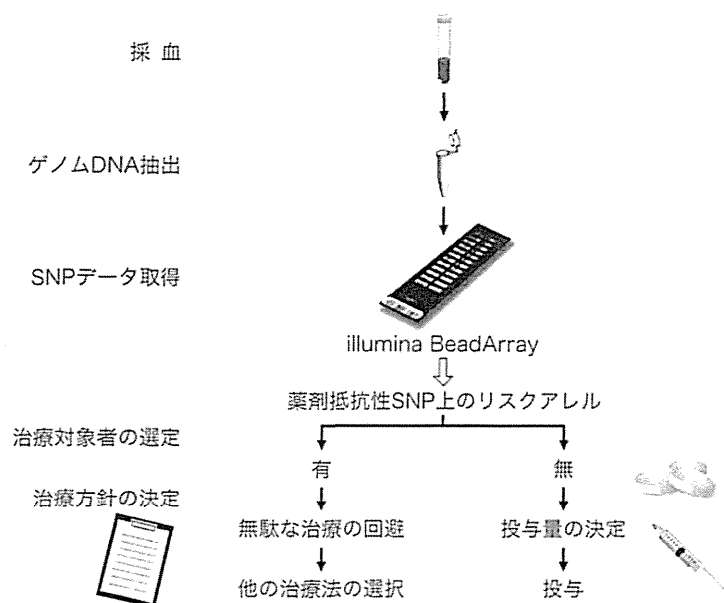 採 血
ゲノムDNA抽出
SNPデータ取得
illumina BeadArray
薬剤抵抗性SNP上のリスクアレル
治療対象者の選定
有
無
治療方針の決定
無駄な治療の回避
投与量の決定
他の治療法の選択
投与